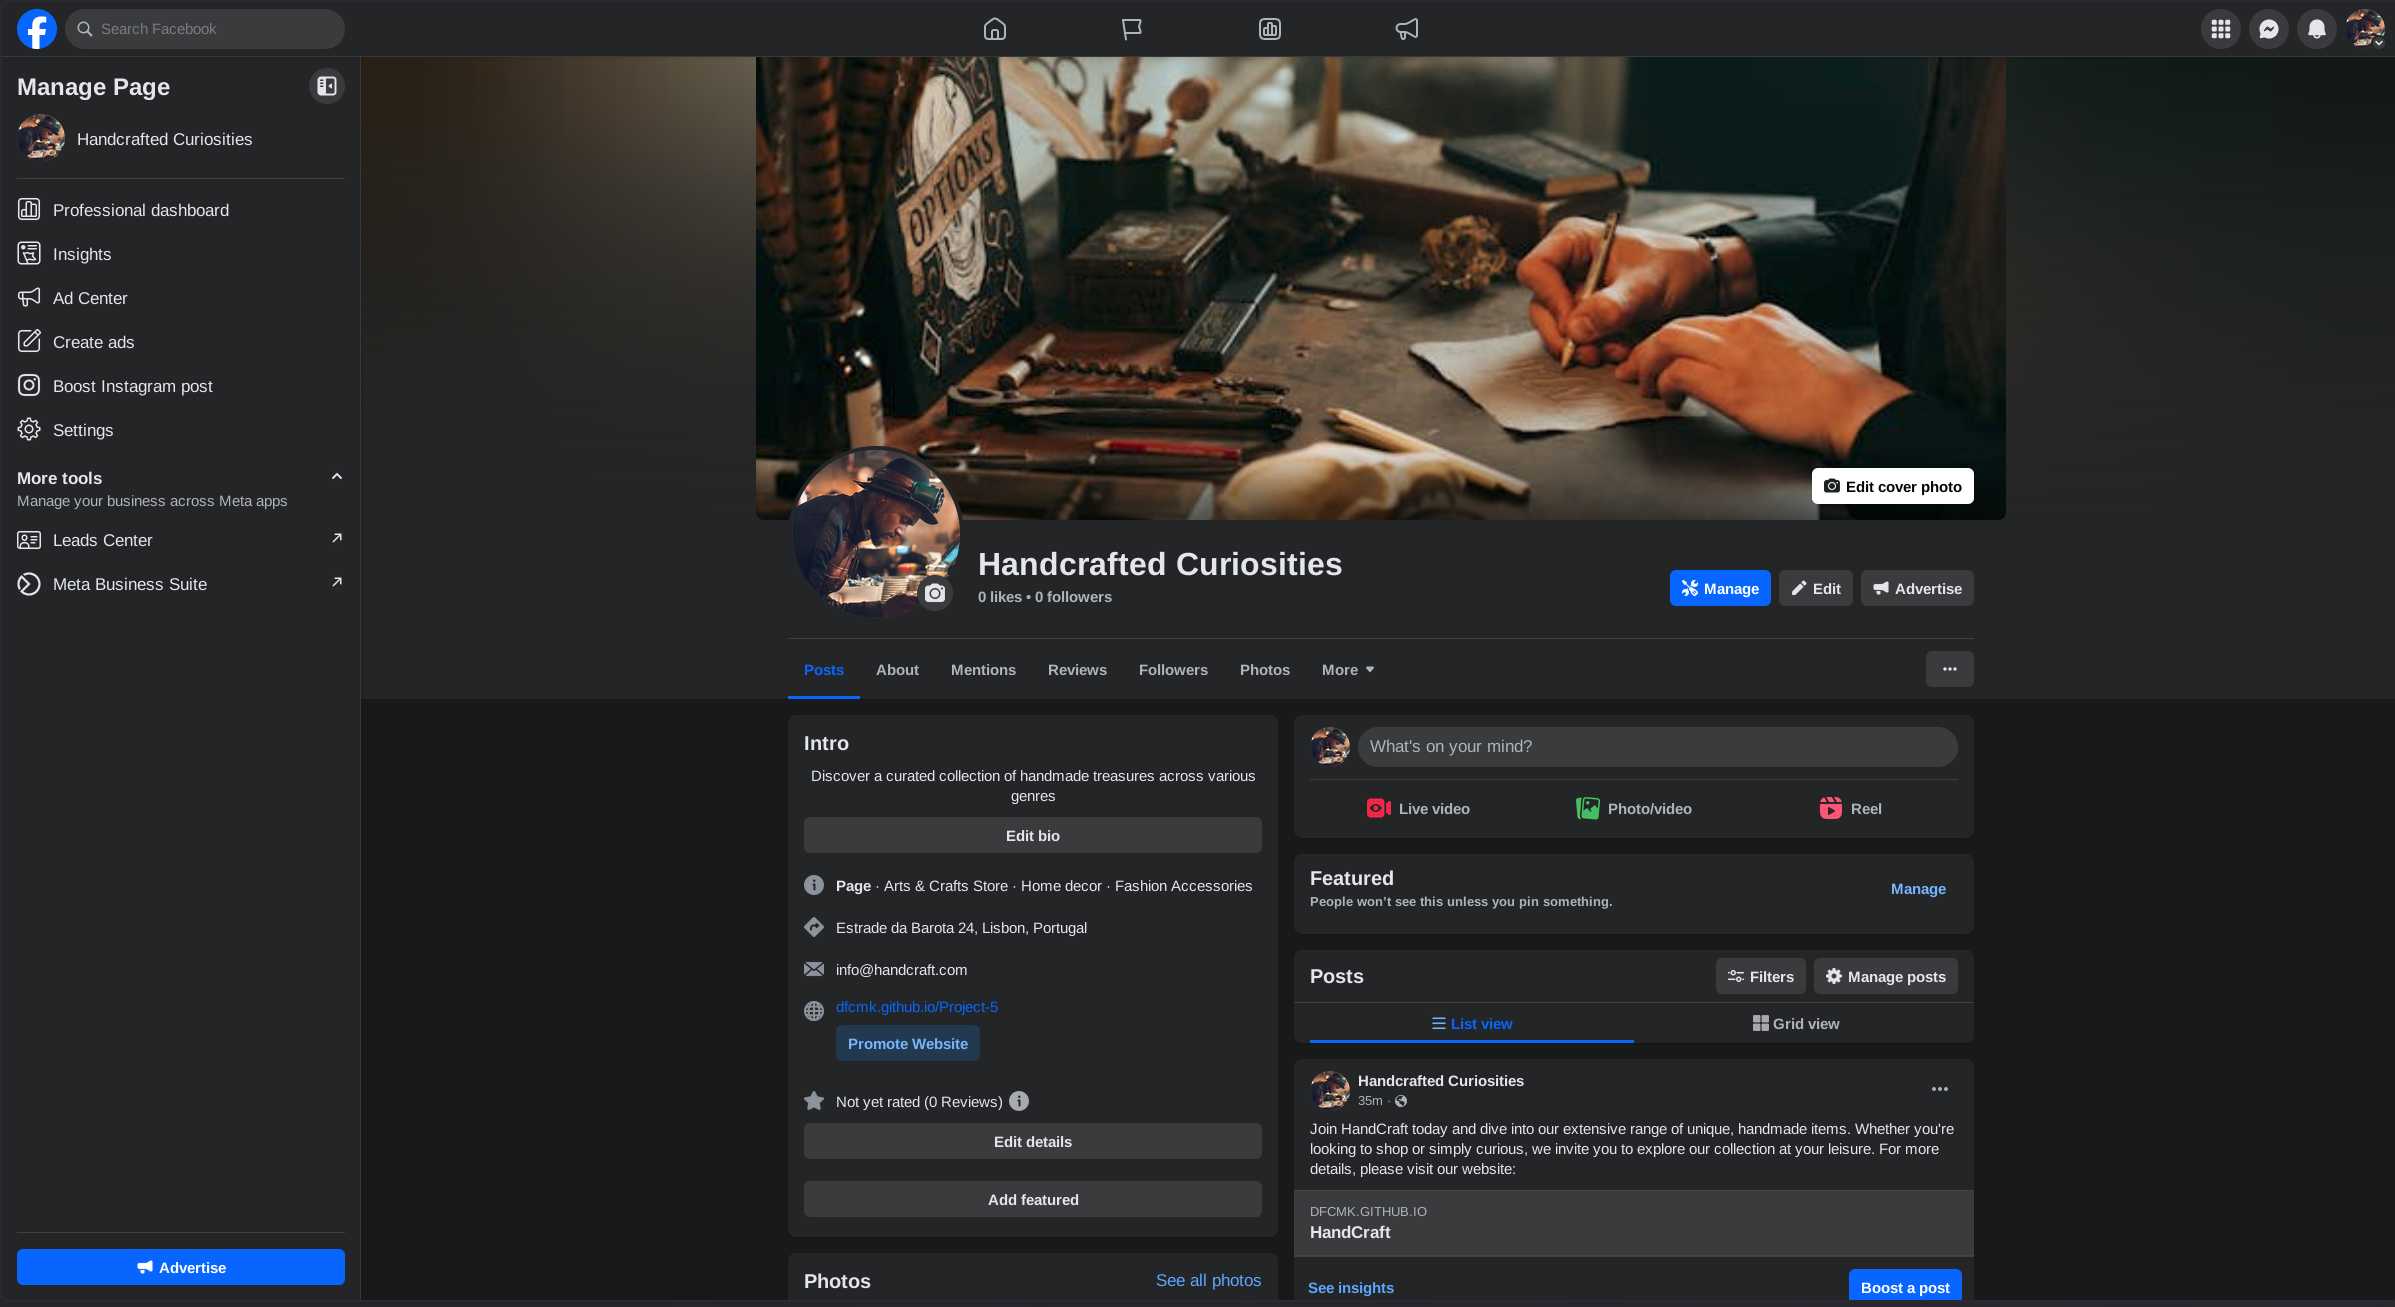 Search Facebook
Manage Page
Handcrafted Curiosities
Professional dashboard
Insights
Ad Center
Create ads
Boost Instagram post
Settings
More tools
Manage your business across Meta apps
Leads Center
Meta Business Suite
Advertise
OPTIONS
Edit cover photo
Handcrafted Curiosities
0 likes • 0 followers
Manage
Edit
Advertise
Posts
About
Mentions
Reviews
Followers
Photos
More
Intro
Discover a curated collection of handmade treasures across various
genres
Edit bio
Page · Arts & Crafts Store · Home decor · Fashion Accessories
Estrade da Barota 24, Lisbon, Portugal
info@handcraft.com
dfcmk.github.io/Project-5
Promote Website
Not yet rated (0 Reviews)
Edit details
Add featured
Photos
See all photos
What's on your mind?
Live video
Photo/video
Reel
Featured
People won’t see this unless you pin something.
Manage
Posts
Filters
Manage posts
List view
Grid view
Handcrafted Curiosities
35m ·
Join HandCraft today and dive into our extensive range of unique, handmade items. Whether you're
looking to shop or simply curious, we invite you to explore our collection at your leisure. For more
details, please visit our website:
DFCMK.GITHUB.IO
HandCraft
See insights
Boost a post